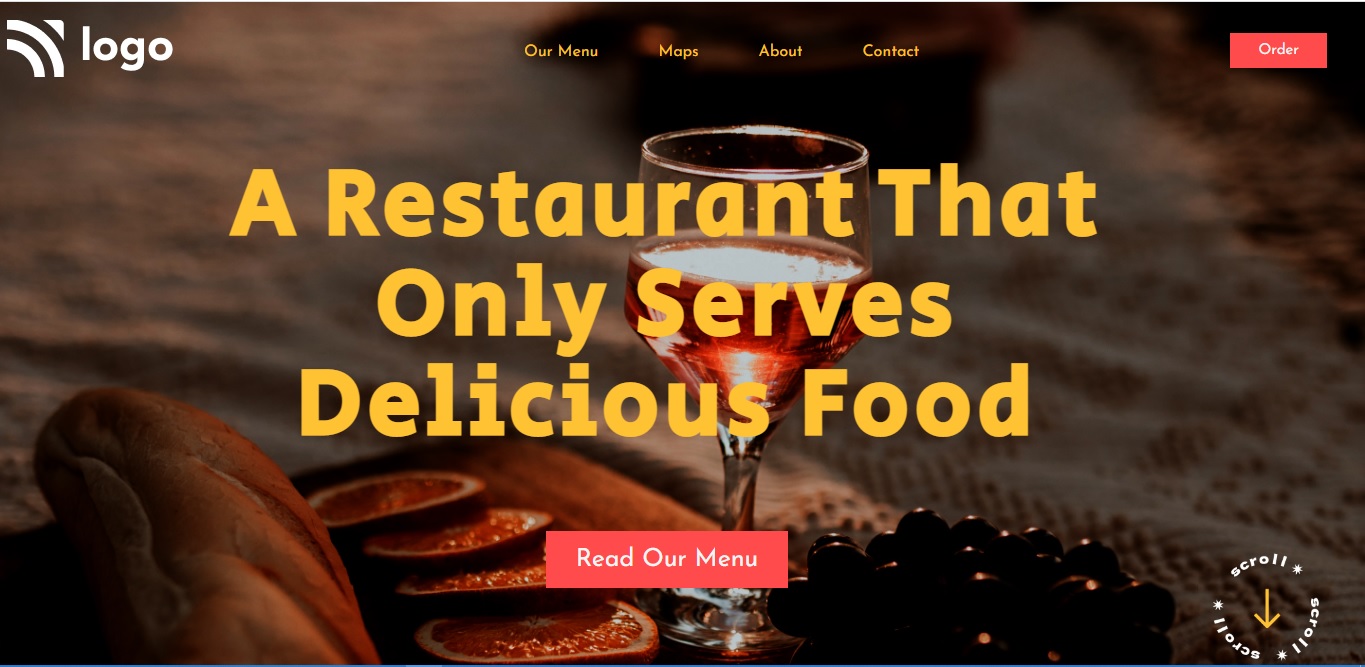 logo
Our Menu
Maps
About
Contact
Order
A Restaurant That
Only Serves
Delicious Food
Read Our Menu
scroll ✷ scroll ✷ scroll ✷